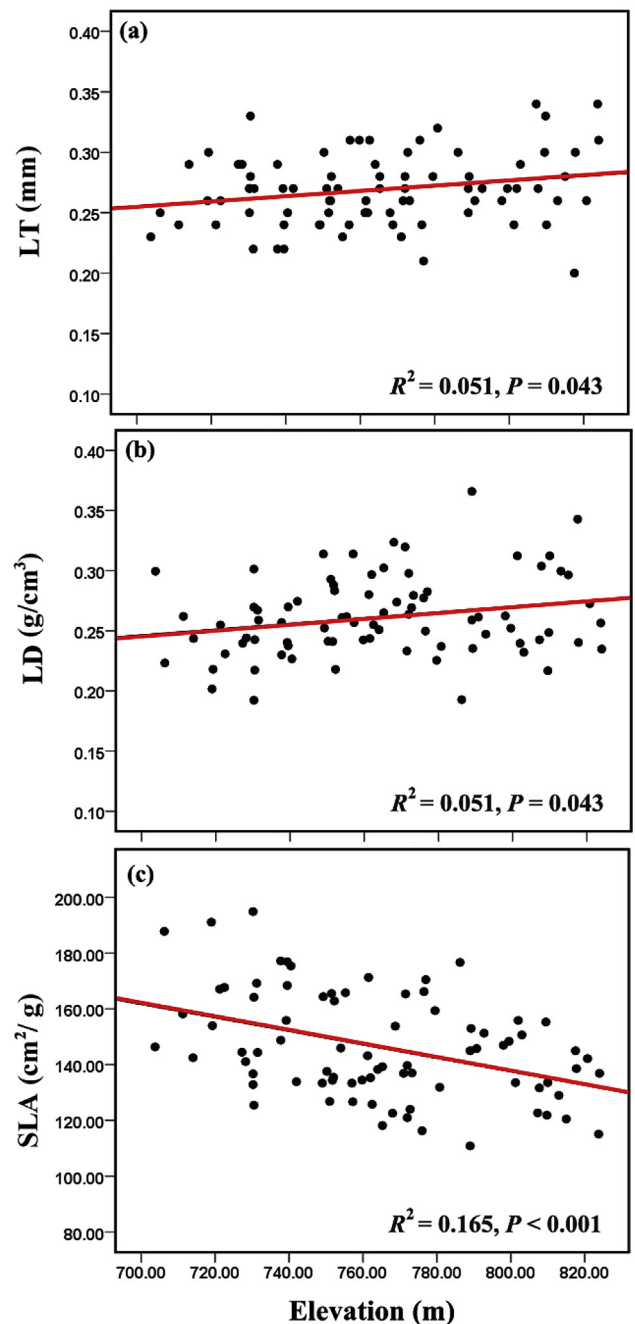 (a)
0.40
0.35
0.30
0.25
0.20
0.15
0.10
LT (mm)
R² = 0.051, P = 0.043
(b)
0.40
0.35
0.30
0.25
0.20
0.15
0.10
LD (g/cm³)
R² = 0.051, P = 0.043
(c)
200.00
180.00
160.00
140.00
120.00
100.00
80.00
SLA (cm²/ g)
R² = 0.165, P < 0.001
700.00 720.00 740.00 760.00 780.00 800.00 820.00
Elevation (m)